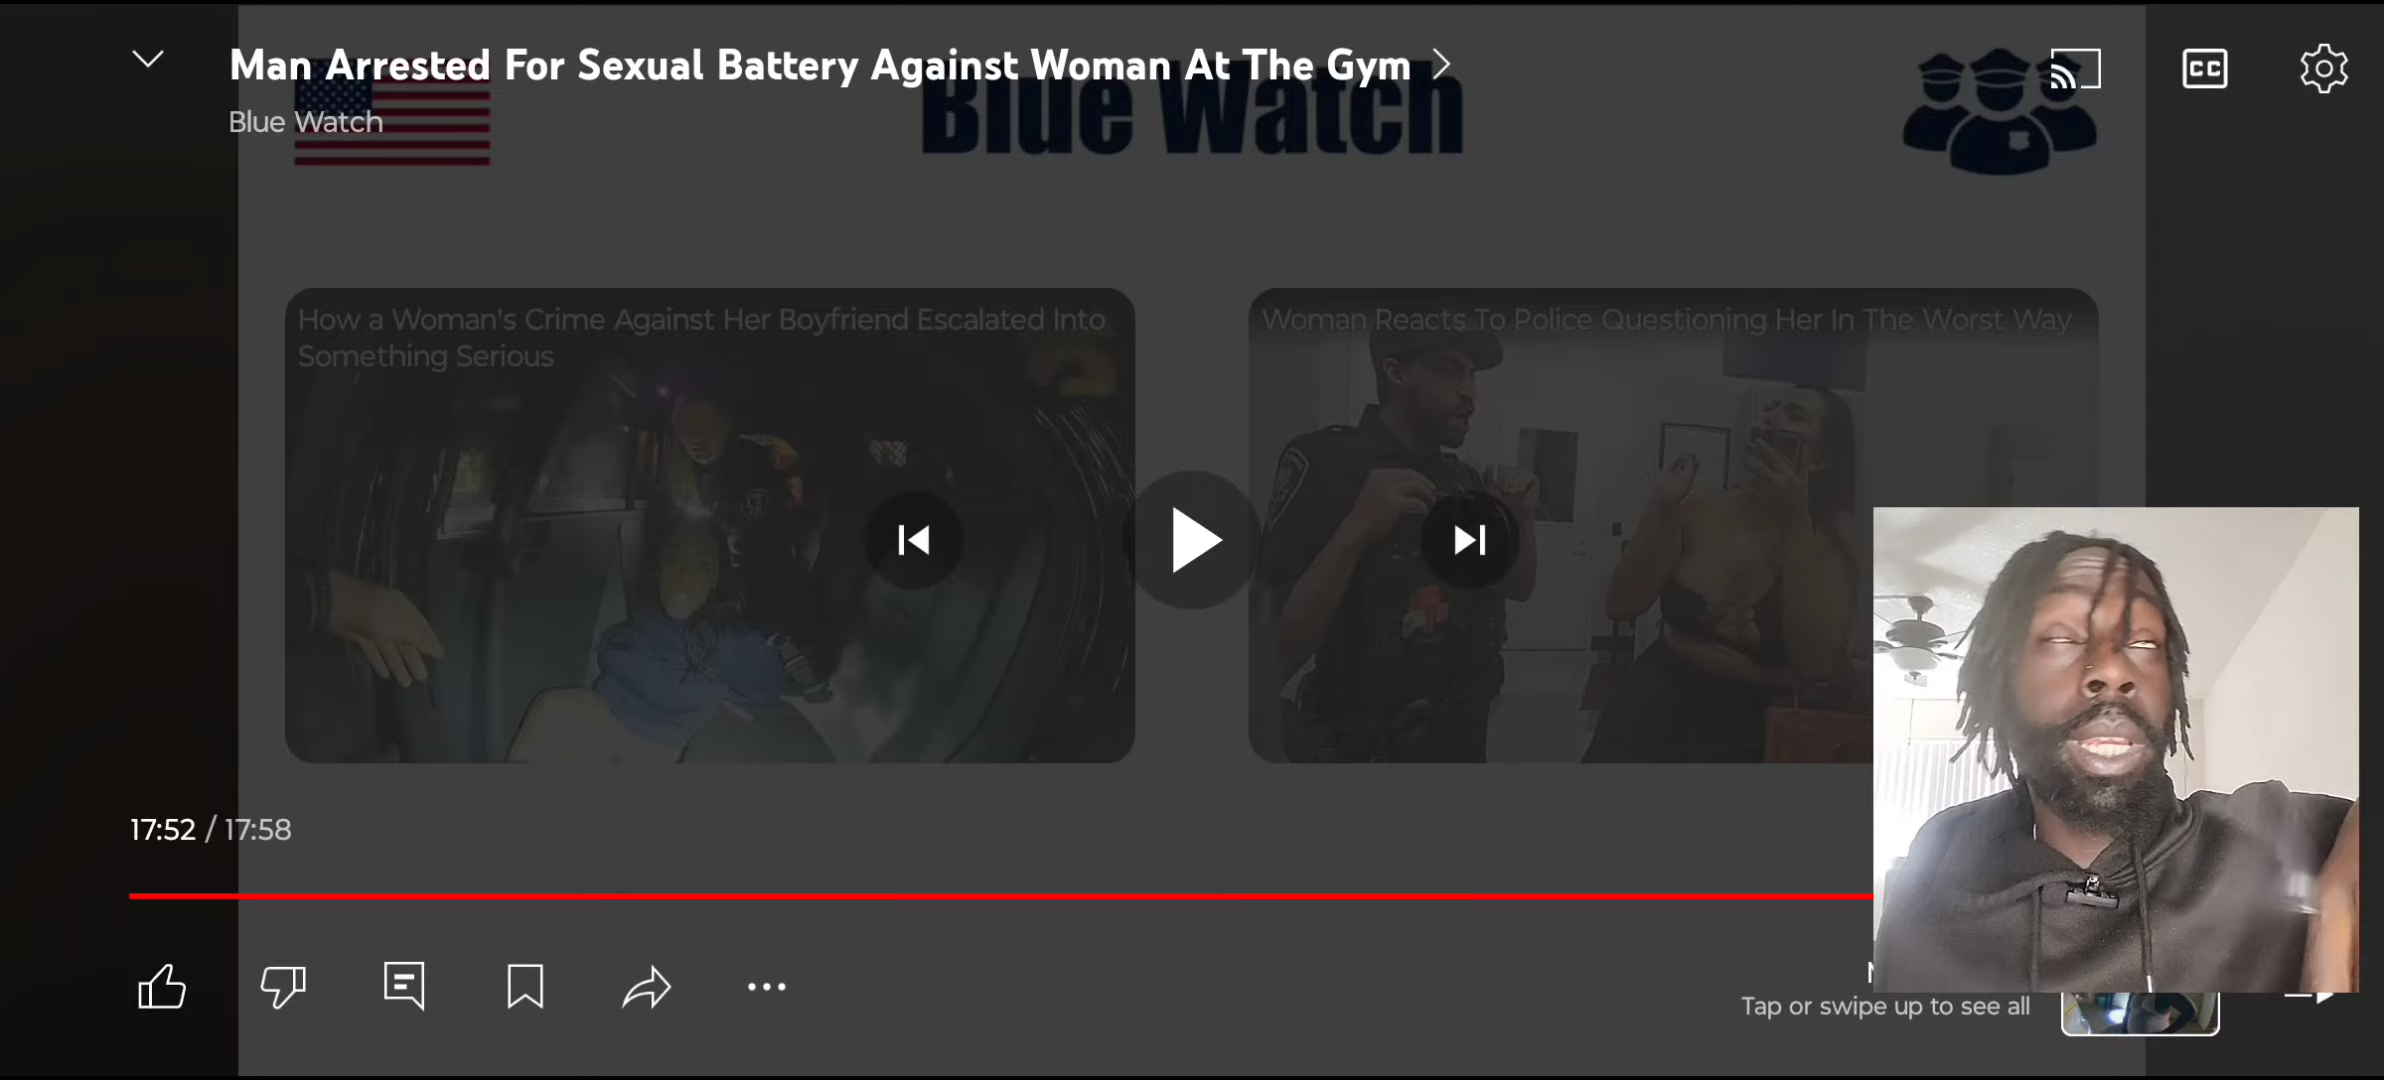 Man Arrested For Sexual Battery Against Woman At The Gym
Blue Watch
Blue Watch
How a Woman's Crime Against Her Boyfriend Escalated Into
Something Serious
Woman Reacts To Police Questioning Her In The Worst Way
CC
17:52 / 17:58
Tap or swipe up to see all